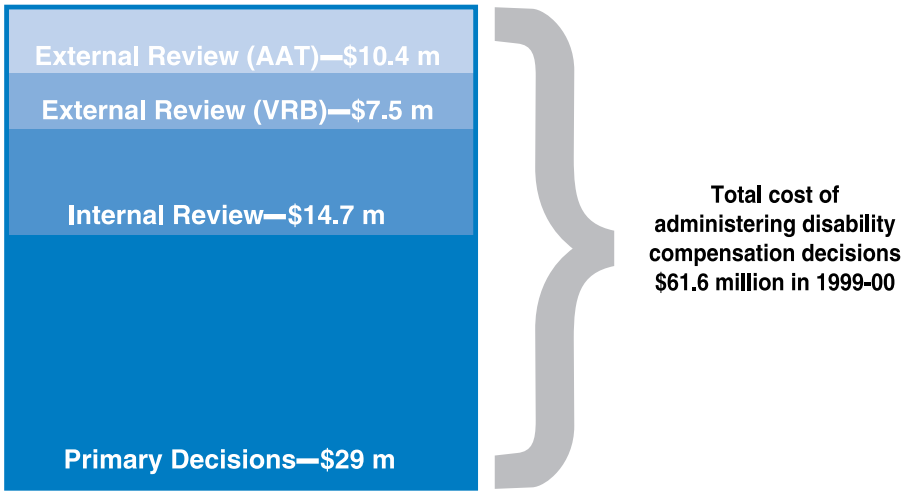 External Review (AAT)—$10.4 m
External Review (VRB)—$7.5 m
Internal Review—$14.7 m
Primary Decisions—$29 m
Total cost of
administering disability
compensation decisions
$61.6 million in 1999-00